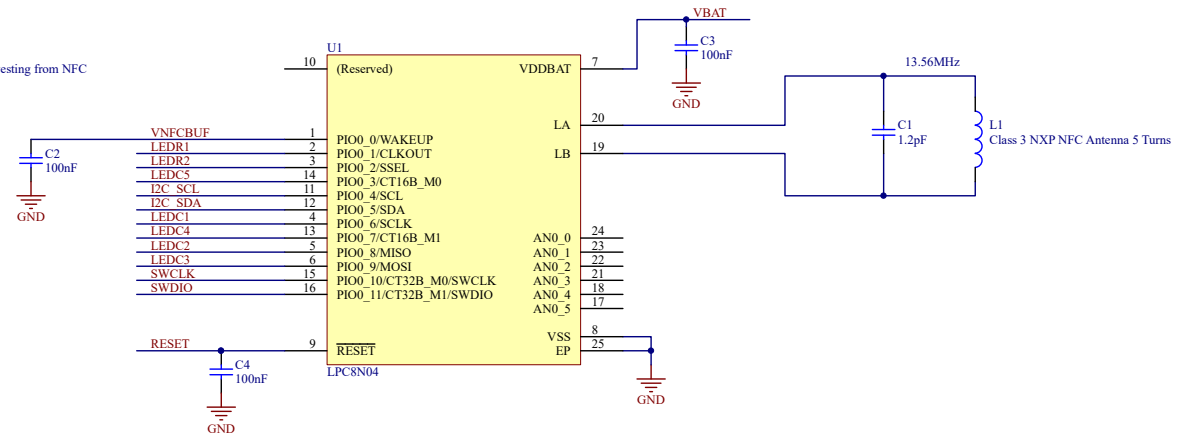 VBAT
C3
100nF
GND
U1
10
(Reserved)
VDDBAT
7
esting from NFC
13.56MHz
LA
20
LB
19
C1
1.2pF
L1
Class 3 NXP NFC Antenna 5 Turns
VNFCBUF
1
PIO0_0/WAKEUP
LEDR1
2
PIO0_1/CLKOUT
LEDR2
3
PIO0_2/SSEL
LEDC5
14
PIO0_3/CT16B_M0
I2C_SCL
11
PIO0_4/SCL
I2C_SDA
12
PIO0_5/SDA
LEDC1
4
PIO0_6/SCLK
LEDC4
13
PIO0_7/CT16B_M1
LEDC2
5
PIO0_8/MISO
LEDC3
6
PIO0_9/MOSI
SWCLK
15
PIO0_10/CT32B_M0/SWCLK
SWDIO
16
PIO0_11/CT32B_M1/SWDIO
C2
100nF
GND
AN0_0
24
AN0_1
23
AN0_2
22
AN0_3
21
AN0_4
18
AN0_5
17
VSS
8
EP
25
GND
RESET
9
RESET
C4
100nF
GND
LPC8N04